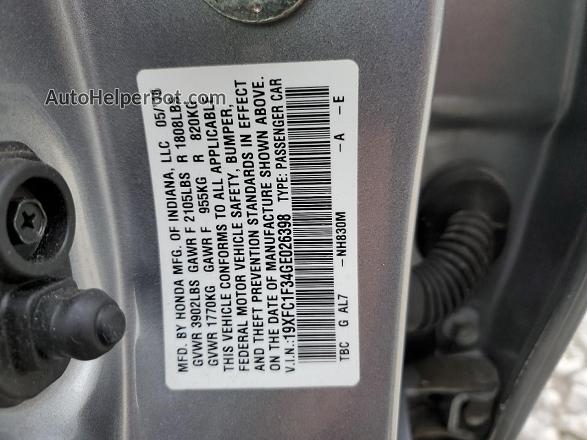 AutoHelperBot.com
MFD. BY HONDA MFG. OF INDIANA, LLC
GVWR 3902LBS GAWR F 2105LBS R 1808LBS
GVWR 1770KG GAWR F 955KG R 820KG
THIS VEHICLE CONFORMS TO ALL APPLICABLE
FEDERAL MOTOR VEHICLE SAFETY, BUMPER,
AND THEFT PREVENTION STANDARDS IN EFFECT
ON THE DATE OF MANUFACTURE SHOWN ABOVE.
V.I.N.:19XFC1F34GE026398 TYPE: PASSENGER CAR
-NH830M -A -E
TBC G AL7